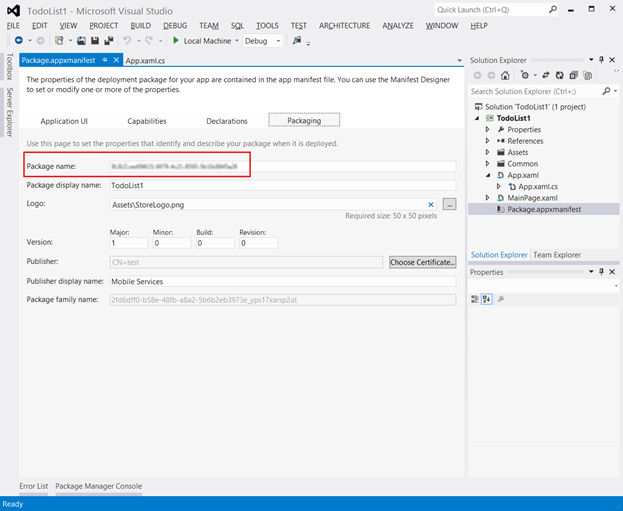 TodoList1 - Microsoft Visual Studio
Quick Launch (Ctrl+Q)
FILE EDIT VIEW PROJECT BUILD DEBUG TEAM SQL TOOLS TEST ARCHITECTURE ANALYZE WINDOW HELP
Local Machine Debug
Toolbox
Server Explorer
Package.appxmanifest App.xaml.cs
The properties of the deployment package for your app are contained in the app manifest file. You can use the Manifest Designer
to set or modify one or more of the properties.
Application UI Capabilities Declarations Packaging
Use this page to set the properties that identify and describe your package when it is deployed.
Package name:
Package display name: TodoList1
Logo: Assets\StoreLogo.png ...
Required size: 50 x 50 pixels
Major: Minor: Build: Revision:
Version: 1 0 0 0
Publisher: CN=test Choose Certificate...
Publisher display name: Mobile Services
Package family name: 2fd6dff0-b58e-48fb-a8a2-5b6b2eb3973e_yps17xarsp2at
Solution Explorer
Search Solution Explorer (Ctrl+;)
Solution 'TodoList1' (1 project)
TodoList1
Properties
References
Assets
Common
App.xaml
App.xaml.cs
MainPage.xaml
Package.appxmanifest
Solution Explorer Team Explorer
Properties
Error List Package Manager Console
Ready